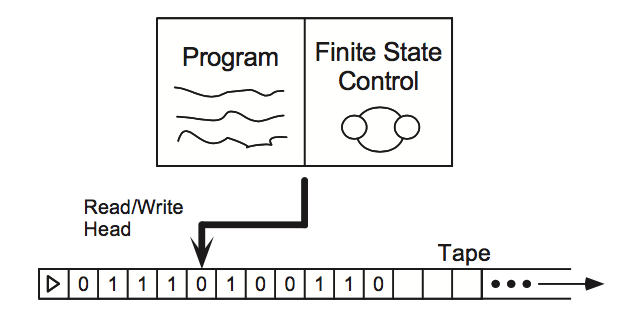 Program
Finite State
Control
Read/Write
Head
Tape
0 1 1 1 0 1 0 0 1 1 0